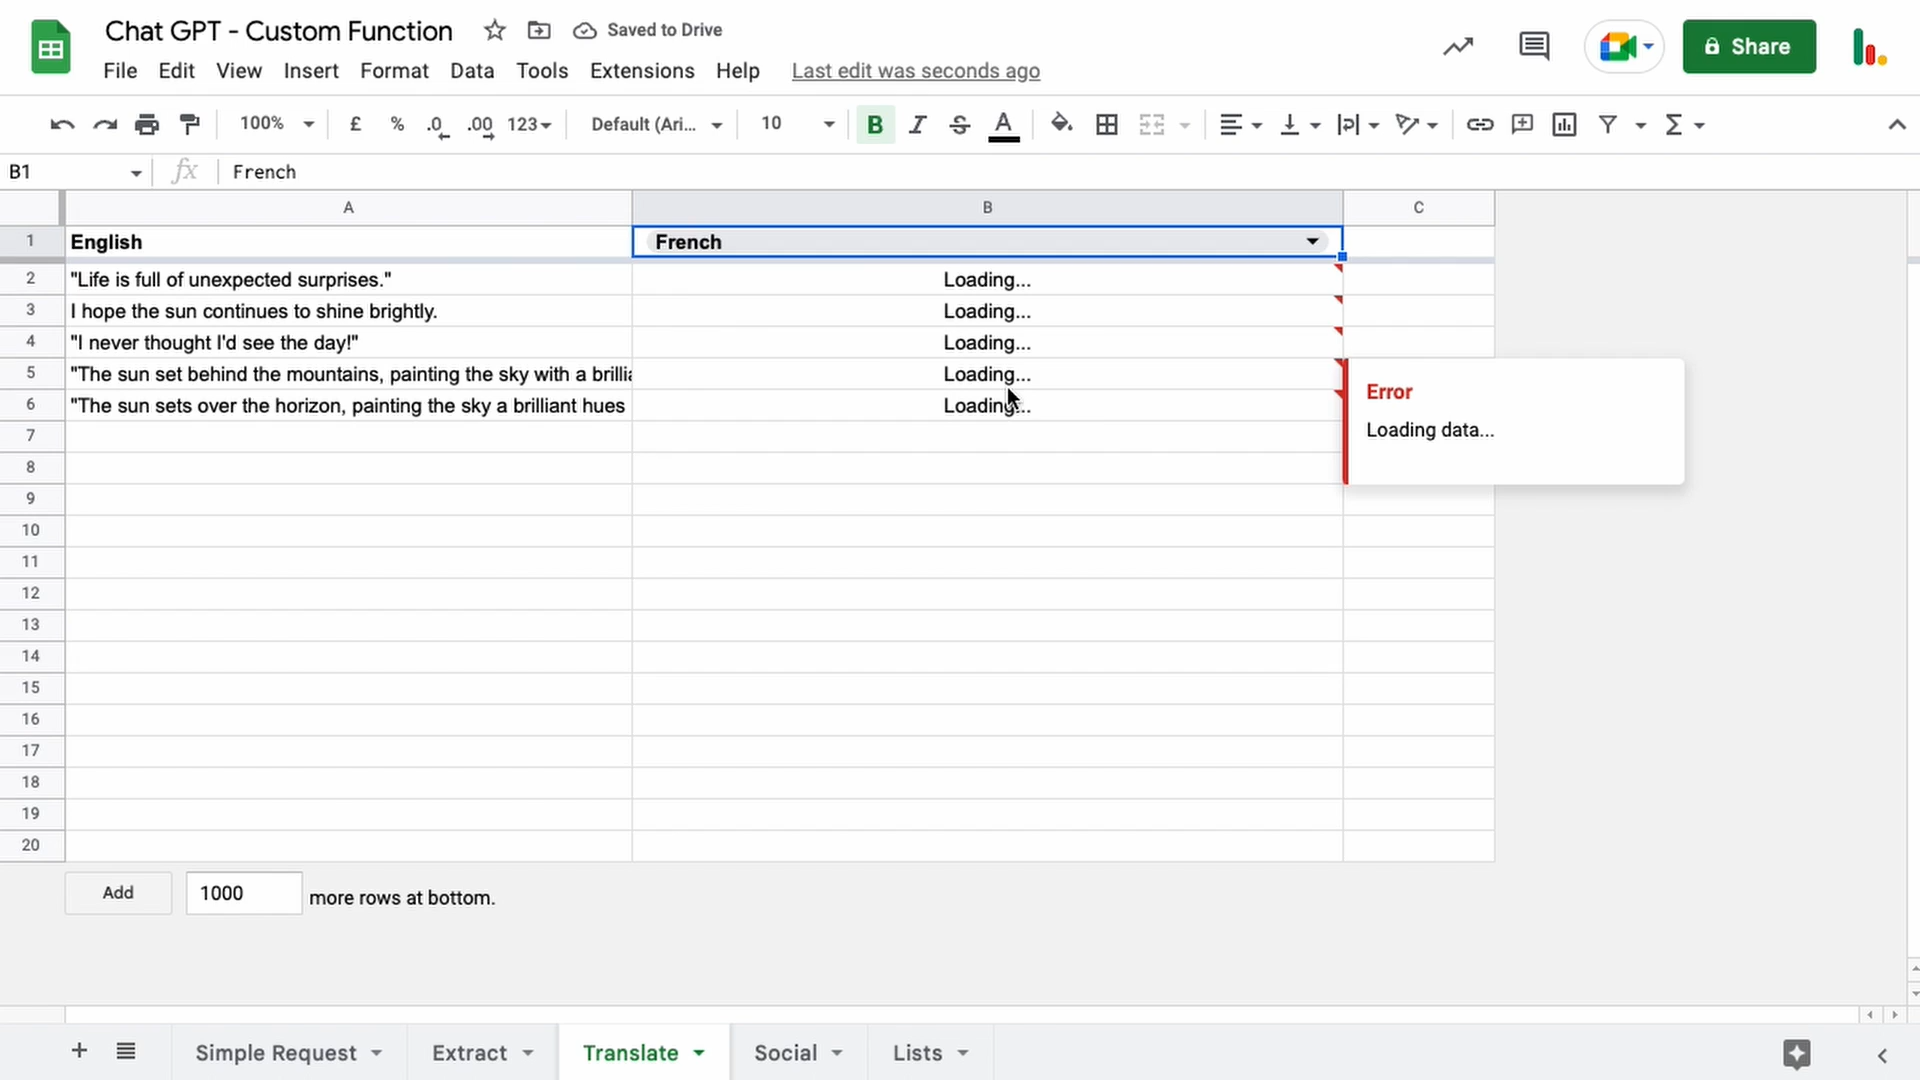 Chat GPT - Custom Function Saved to Drive
Share
File Edit View Insert Format Data Tools Extensions Help Last edit was seconds ago
100% £ % .0 .00 123 Default (Ari... 10 B I S A
B1 fx French
A B C
1 English French
2 "Life is full of unexpected surprises." Loading...
3 I hope the sun continues to shine brightly. Loading...
4 "I never thought I'd see the day!" Loading...
5 "The sun set behind the mountains, painting the sky with a brillia Loading...
6 "The sun sets over the horizon, painting the sky a brilliant hues Loading...
Error
Loading data...
7
8
9
10
11
12
13
14
15
16
17
18
19
20
Add 1000 more rows at bottom.
Simple Request Extract Translate Social Lists